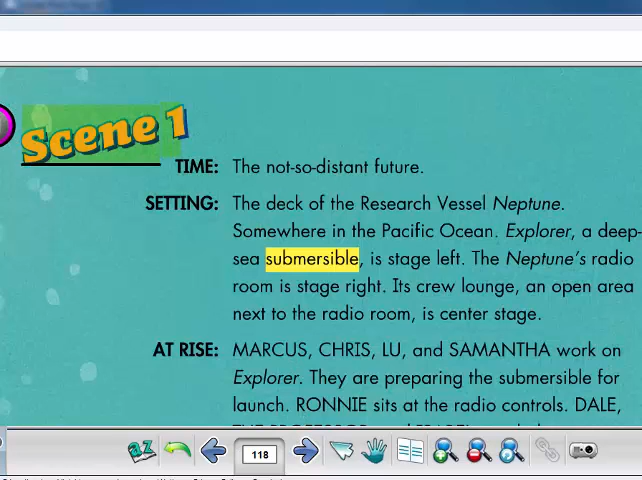 Scene 1
TIME: The not-so-distant future.
SETTING: The deck of the Research Vessel Neptune.
Somewhere in the Pacific Ocean. Explorer, a deep-
sea submersible, is stage left. The Neptune's radio
room is stage right. Its crew lounge, an open area
next to the radio room, is center stage.
AT RISE: MARCUS, CHRIS, LU, and SAMANTHA work on
Explorer. They are preparing the submersible for
launch. RONNIE sits at the radio controls. DALE,
aZ
118